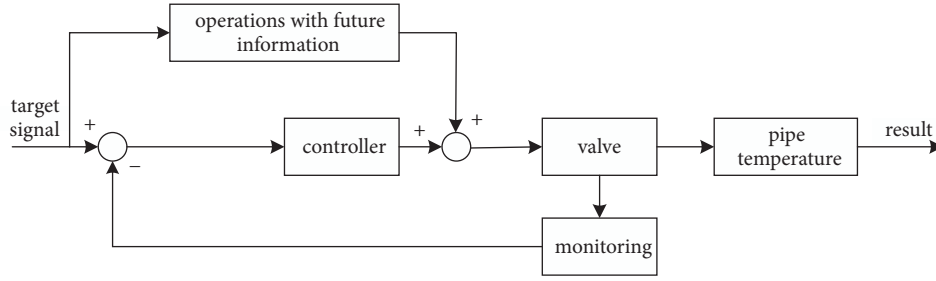 operations with future
information
target
signal
+
+
+
+
−
controller
valve
pipe
temperature
result
monitoring